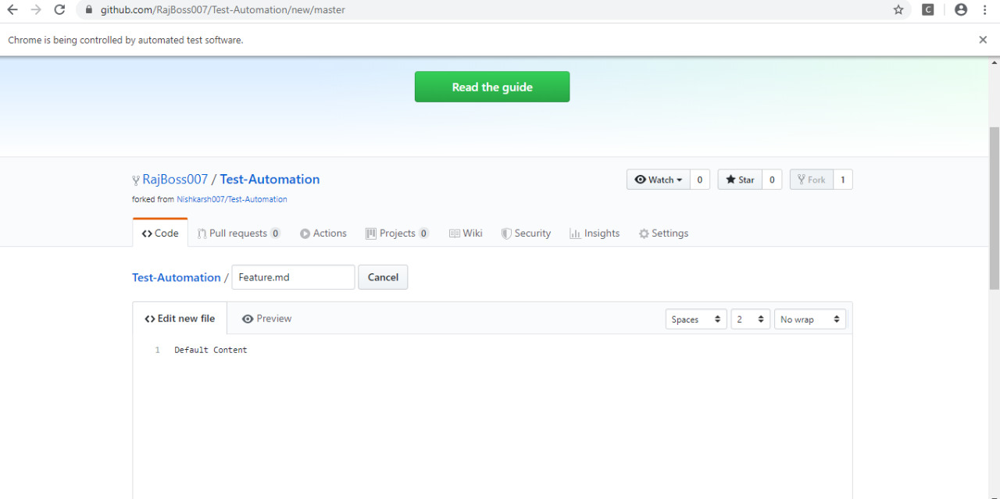 github.com/RajBoss007/Test-Automation/new/master
C
Chrome is being controlled by automated test software.
Read the guide
RajBoss007 / Test-Automation
Watch 0 Star 0 Fork 1
forked from Nishkarsh007/Test-Automation
Code Pull requests 0 Actions Projects 0 Wiki Security Insights Settings
Test-Automation / Feature.md Cancel
Edit new file Preview Spaces 2 No wrap
1 Default Content